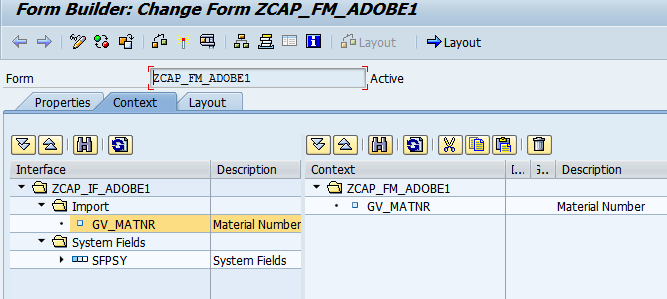 Form Builder: Change Form ZCAP_FM_ADOBE1
Layout Layout
Form ZCAP_FM_ADOBE1 Active
Properties Context Layout
Interface Description Context D... S.. Description
ZCAP_IF_ADOBE1 ZCAP_FM_ADOBE1
Import GV_MATNR Material Number
GV_MATNR Material Number
System Fields
SFPSY System Fields